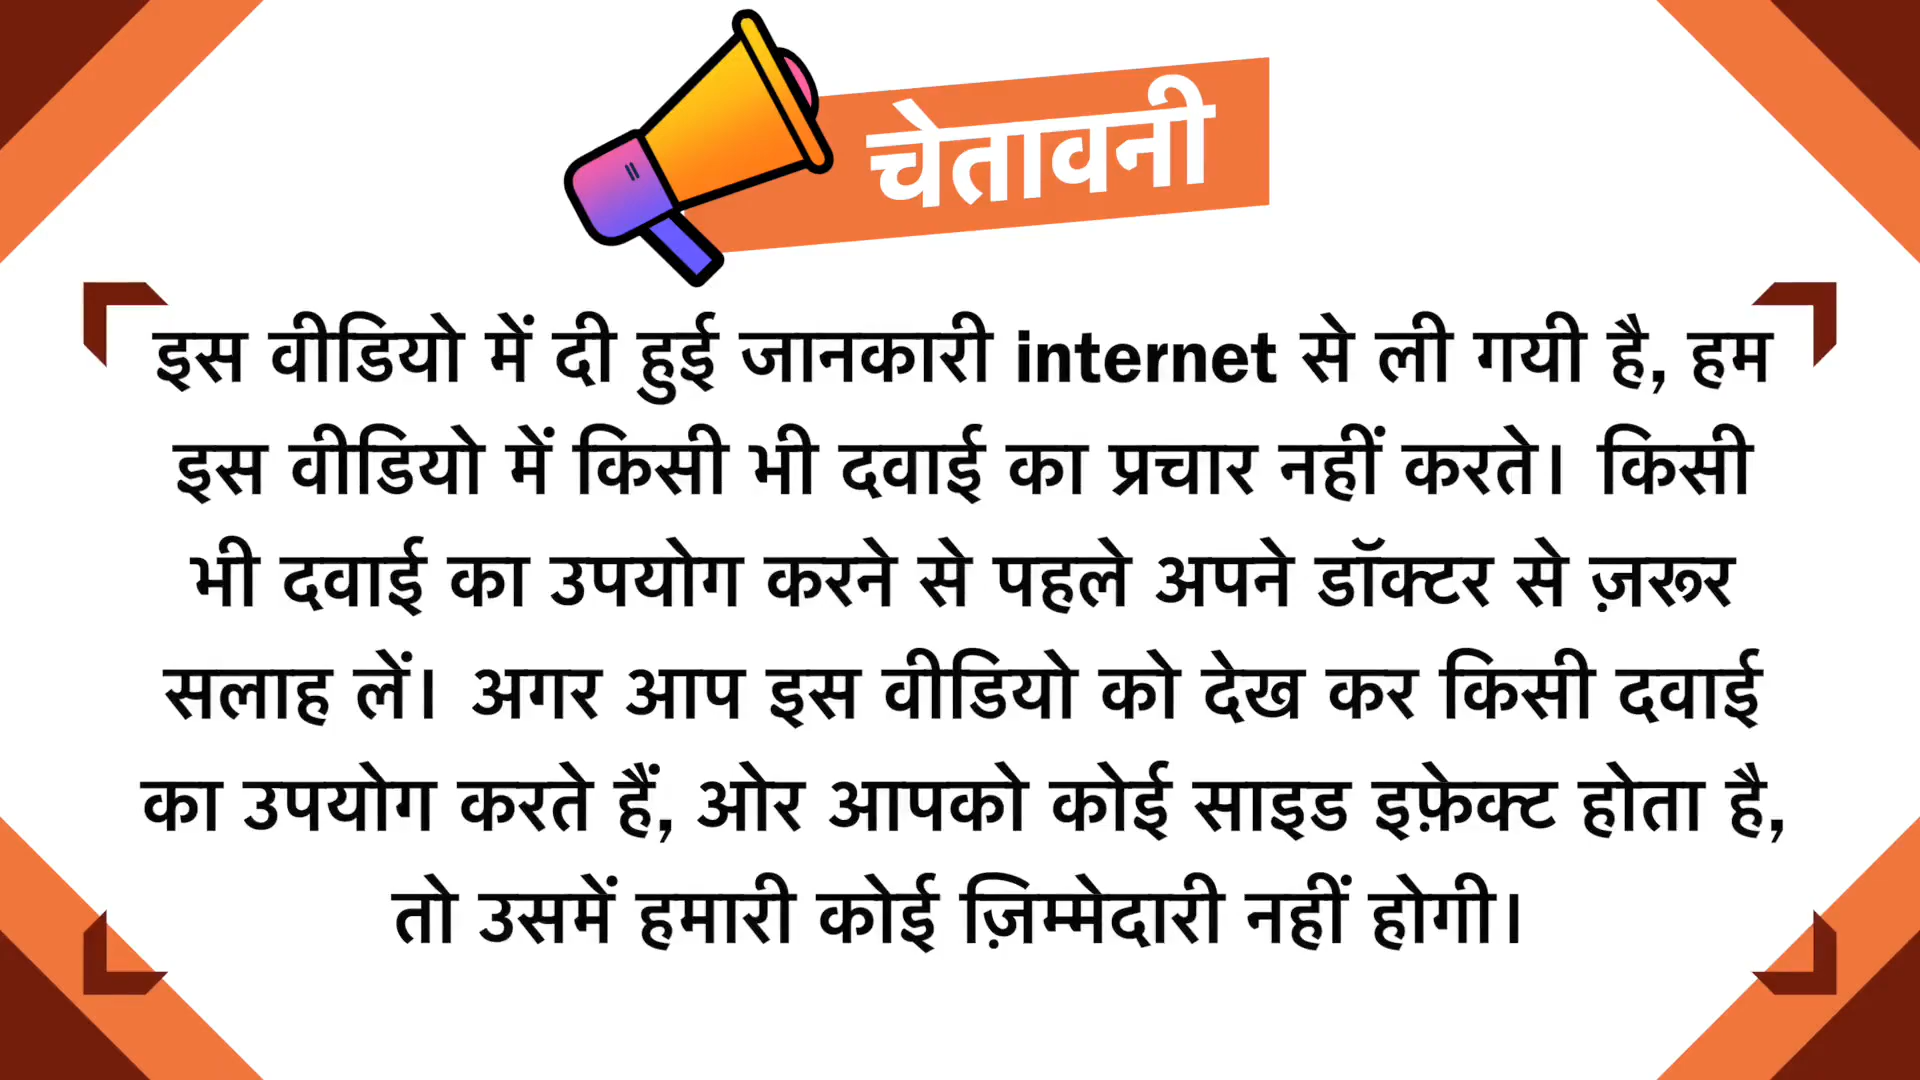 चेतावनी
इस वीडियो में दी हुई जानकारी internet से ली गयी है, हम
इस वीडियो में किसी भी दवाई का प्रचार नहीं करते। किसी
भी दवाई का उपयोग करने से पहले अपने डॉक्टर से ज़रूर
सलाह लें। अगर आप इस वीडियो को देख कर किसी दवाई
का उपयोग करते हैं, ओर आपको कोई साइड इफ़ेक्ट होता है,
तो उसमें हमारी कोई ज़िम्मेदारी नहीं होगी।